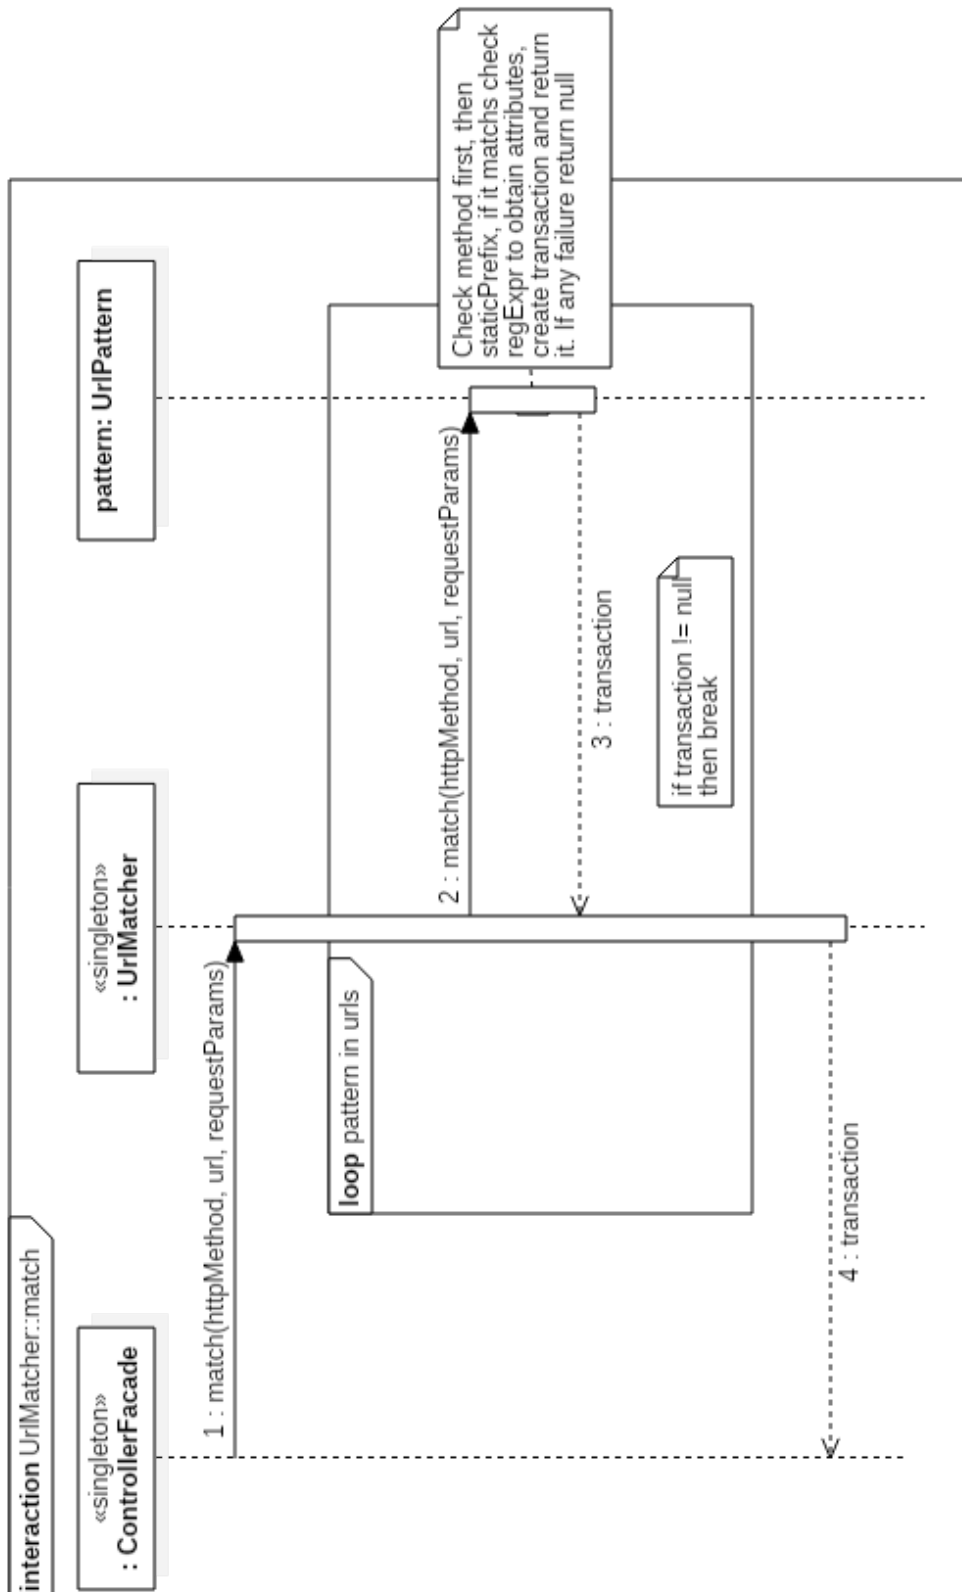 interaction UrlMatcher::match
«singleton»
: ControllerFacade
«singleton»
: UrlMatcher
pattern: UrlPattern
1 : match(httpMethod, url, requestParams)
loop pattern in urls
2 : match(httpMethod, url, requestParams)
Check method first, then
staticPrefix, if it matchs check
regExpr to obtain attributes,
create transaction and return
it. If any failure return null
3 : transaction
if transaction != null
then break
4 : transaction